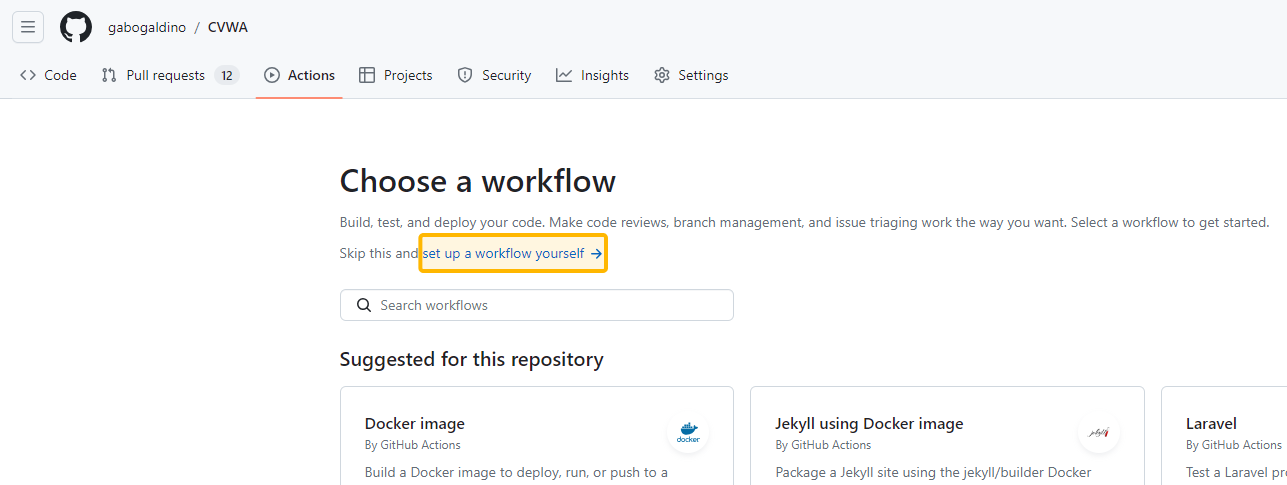 gabogaldino / CVWA
Code Pull requests 12 Actions Projects Security Insights Settings
Choose a workflow
Build, test, and deploy your code. Make code reviews, branch management, and issue triaging work the way you want. Select a workflow to get started.
Skip this and set up a workflow yourself →
Search workflows
Suggested for this repository
Docker image
By GitHub Actions
docker
Build a Docker image to deploy, run, or push to a
Jekyll using Docker image
By GitHub Actions
jekyll
Package a Jekyll site using the jekyll/builder Docker
Laravel
By GitHub Actions
Test a Laravel